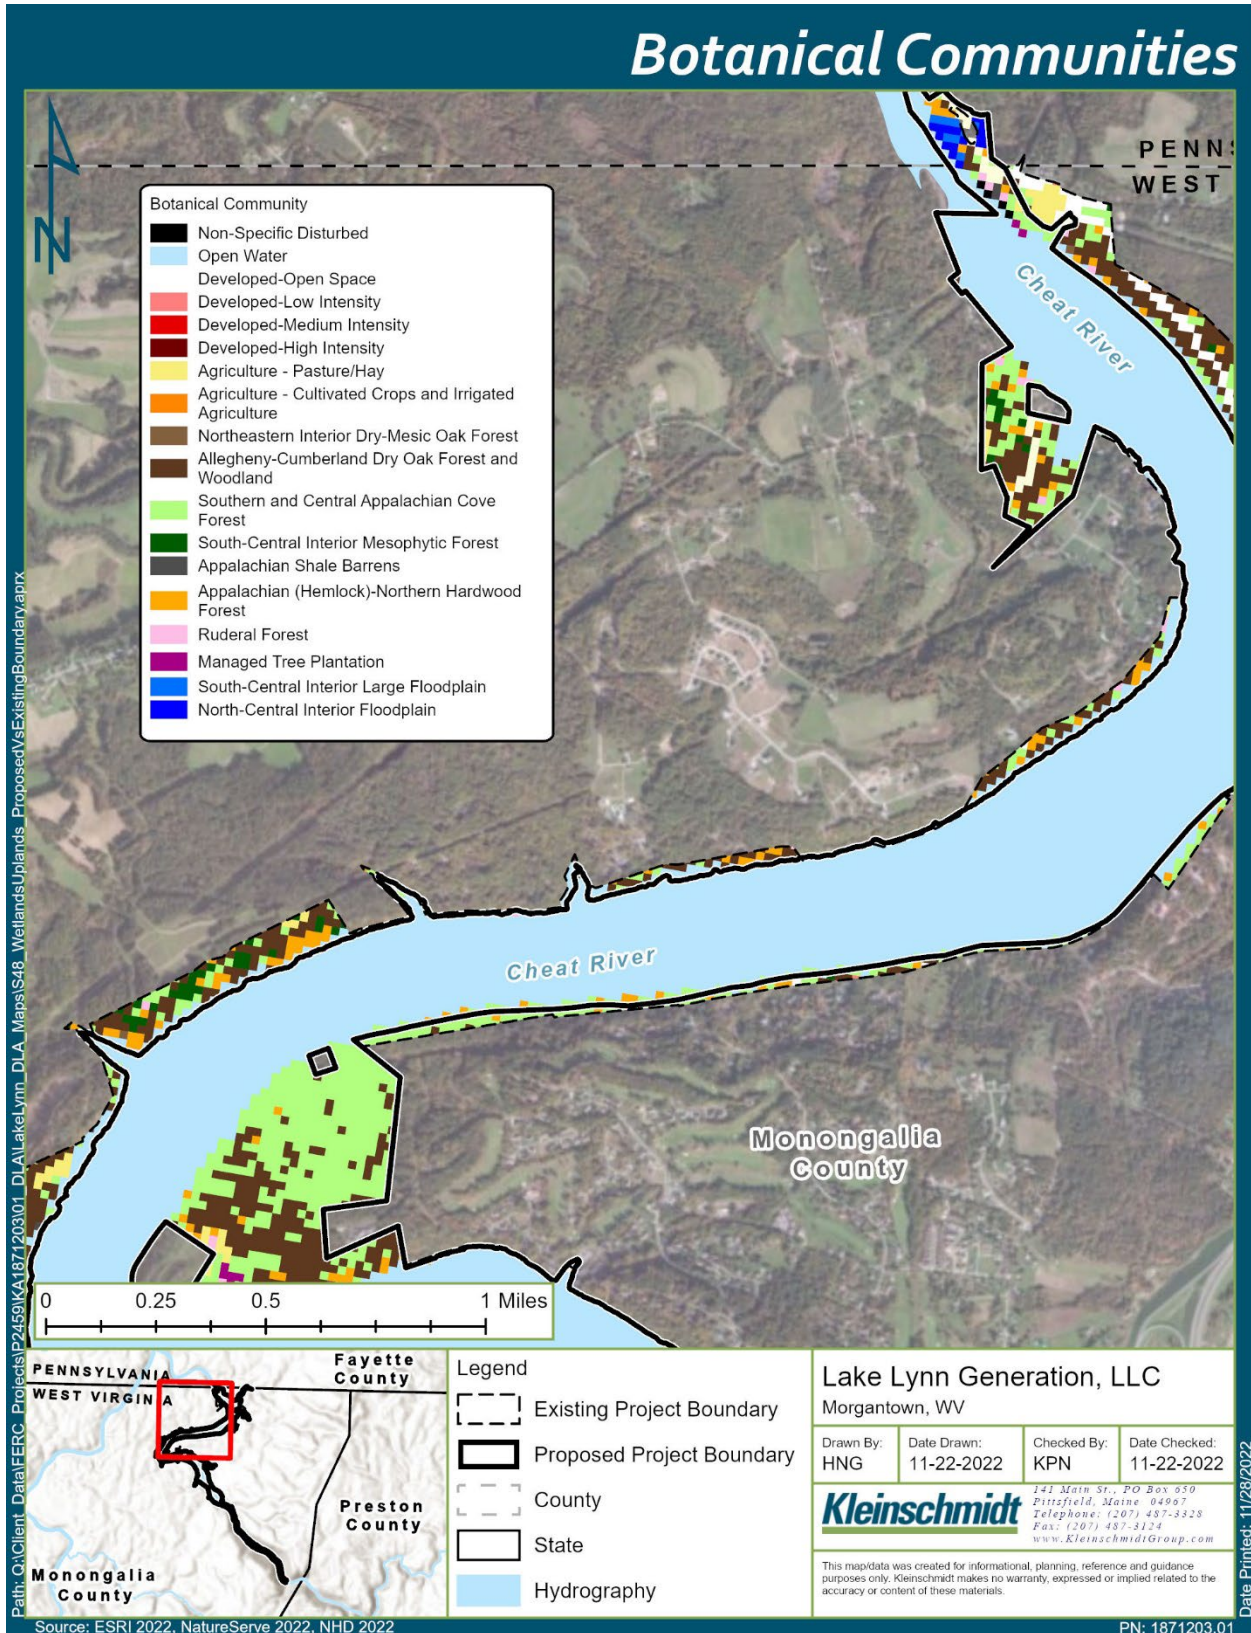 Botanical Communities
N
PENN
WEST
Botanical Community
Non-Specific Disturbed
Open Water
Developed-Open Space
Developed-Low Intensity
Developed-Medium Intensity
Developed-High Intensity
Agriculture - Pasture/Hay
Agriculture - Cultivated Crops and Irrigated
Agriculture
Northeastern Interior Dry-Mesic Oak Forest
Allegheny-Cumberland Dry Oak Forest and
Woodland
Southern and Central Appalachian Cove
Forest
South-Central Interior Mesophytic Forest
Appalachian Shale Barrens
Appalachian (Hemlock)-Northern Hardwood
Forest
Ruderal Forest
Managed Tree Plantation
South-Central Interior Large Floodplain
North-Central Interior Floodplain
Cheat River
Cheat River
Monongalia
County
0 0.25 0.5 1 Miles
PENNSYLVANIA
WEST VIRGINIA
Fayette
County
Preston
County
Monongalia
County
Legend
Existing Project Boundary
Proposed Project Boundary
County
State
Hydrography
Lake Lynn Generation, LLC
Morgantown, WV
Drawn By:
HNG
Date Drawn:
11-22-2022
Checked By:
KPN
Date Checked:
11-22-2022
Kleinschmidt
141 Main St., PO Box 650
Pittsfield, Maine 04967
Telephone: (207) 487-3328
Fax: (207) 487-3124
www.KleinschmidtGroup.com
This map/data was created for informational, planning, reference and guidance
purposes only. Kleinschmidt makes no warranty, expressed or implied related to the
accuracy or content of these materials.
Path: Q:\Client_Data\FERC_Projects\P2459\KA1871203\01_DLA\LakeLynn_DLA_Maps\S48_WetlandsUplands_ProposedVsExistingBoundary.aprx
Date Printed: 11/28/2022
Source: ESRI 2022, NatureServe 2022, NHD 2022
PN: 1871203.01